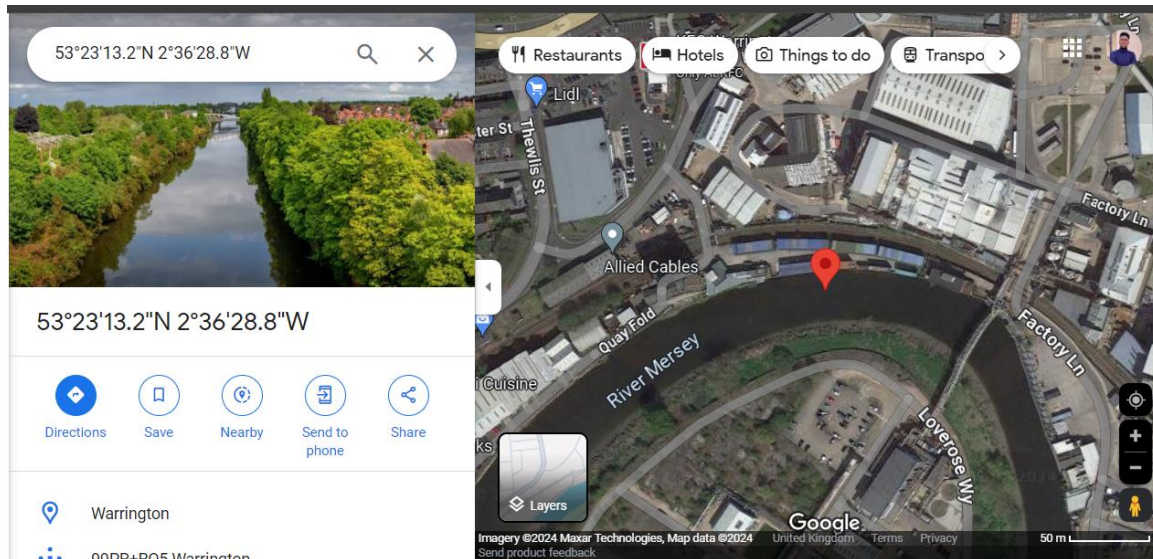 53°23'13.2"N 2°36'28.8"W
53°23'13.2"N 2°36'28.8"W
Directions
Save
Nearby
Send to
phone
Share
Warrington
Restaurants
Hotels
Things to do
Transpo
Lidl
ter St
Thewlis St
Allied Cables
Factory Ln
Quay Fold
River Mersey
Factory Ln
i Cuisine
Loverose Wy
ks
Layers
Google
Imagery ©2024 Maxar Technologies, Map data ©2024
United Kingdom
Terms
Privacy
50 m
Send product feedback